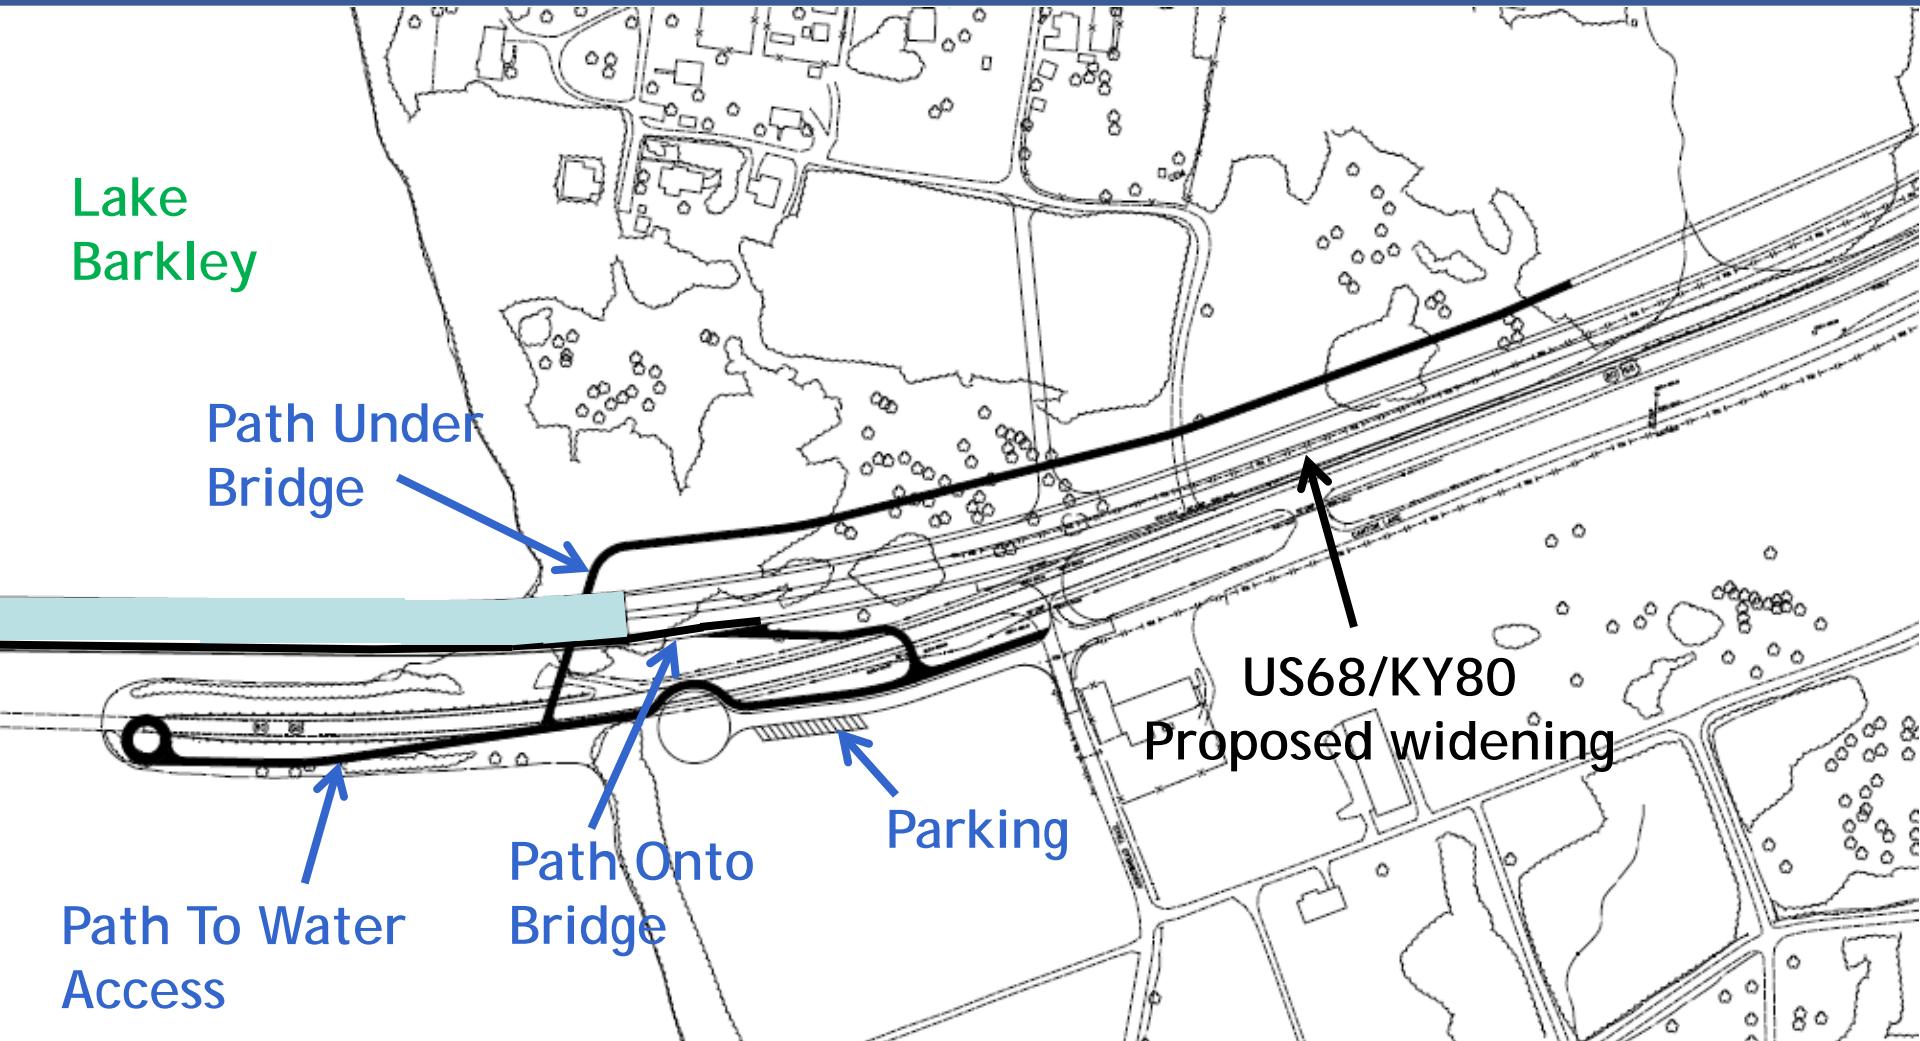 Lake
Barkley
Path Under
Bridge
US68/KY80
Proposed widening
Parking
Path Onto
Bridge
Path To Water
Access